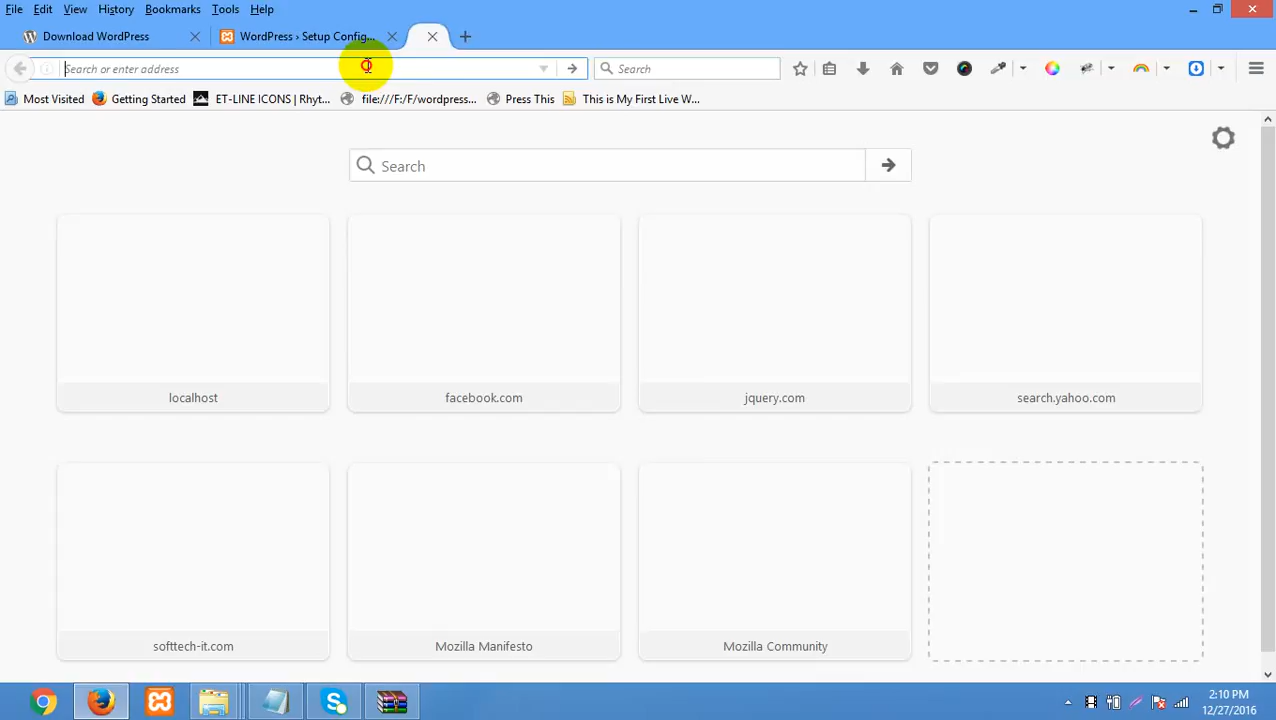 File Edit View History Bookmarks Tools Help
Download WordPress WordPress › Setup Config...
Search or enter address Search
Most Visited Getting Started ET-LINE ICONS | Rhyt... file:///F:/F/wordpress... Press This This is My First Live W...
Search
localhost facebook.com jquery.com search.yahoo.com
softtech-it.com Mozilla Manifesto Mozilla Community
2:10 PM
12/27/2016